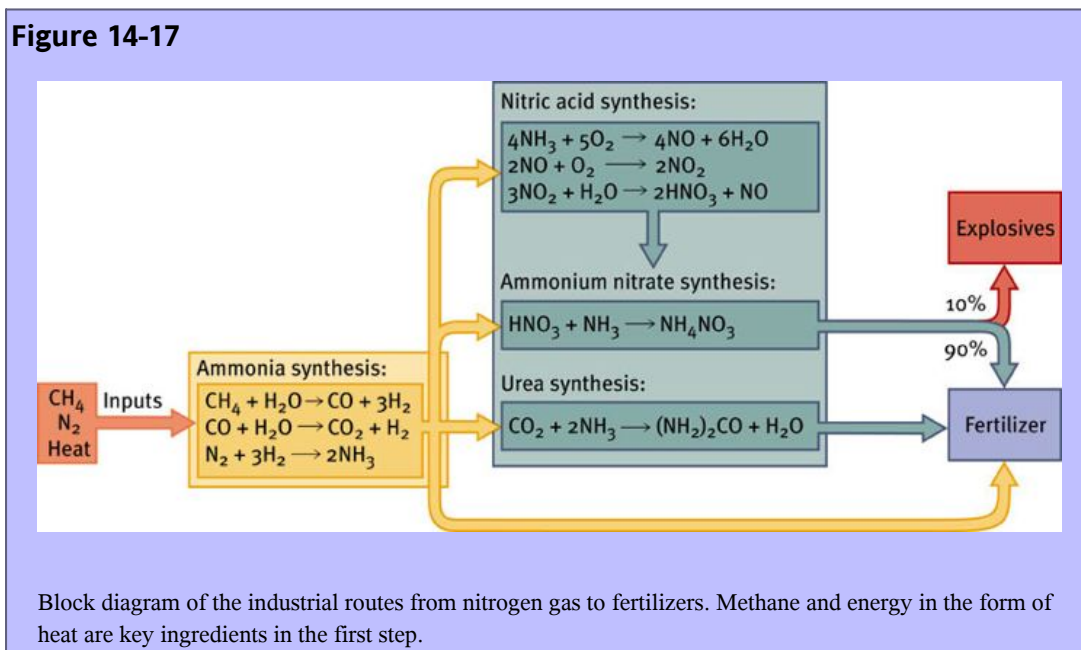 Figure 14-17
Nitric acid synthesis:
4NH₃ + 5O₂ → 4NO + 6H₂O
2NO + O₂ → 2NO₂
3NO₂ + H₂O → 2HNO₃ + NO
Explosives
Ammonium nitrate synthesis:
10%
HNO₃ + NH₃ → NH₄NO₃
90%
Ammonia synthesis:
Urea synthesis:
CH₄
N₂
Heat
Inputs
CH₄ + H₂O → CO + 3H₂
CO + H₂O → CO₂ + H₂
N₂ + 3H₂ → 2NH₃
CO₂ + 2NH₃ → (NH₂)₂CO + H₂O
Fertilizer
Block diagram of the industrial routes from nitrogen gas to fertilizers. Methane and energy in the form of
heat are key ingredients in the first step.